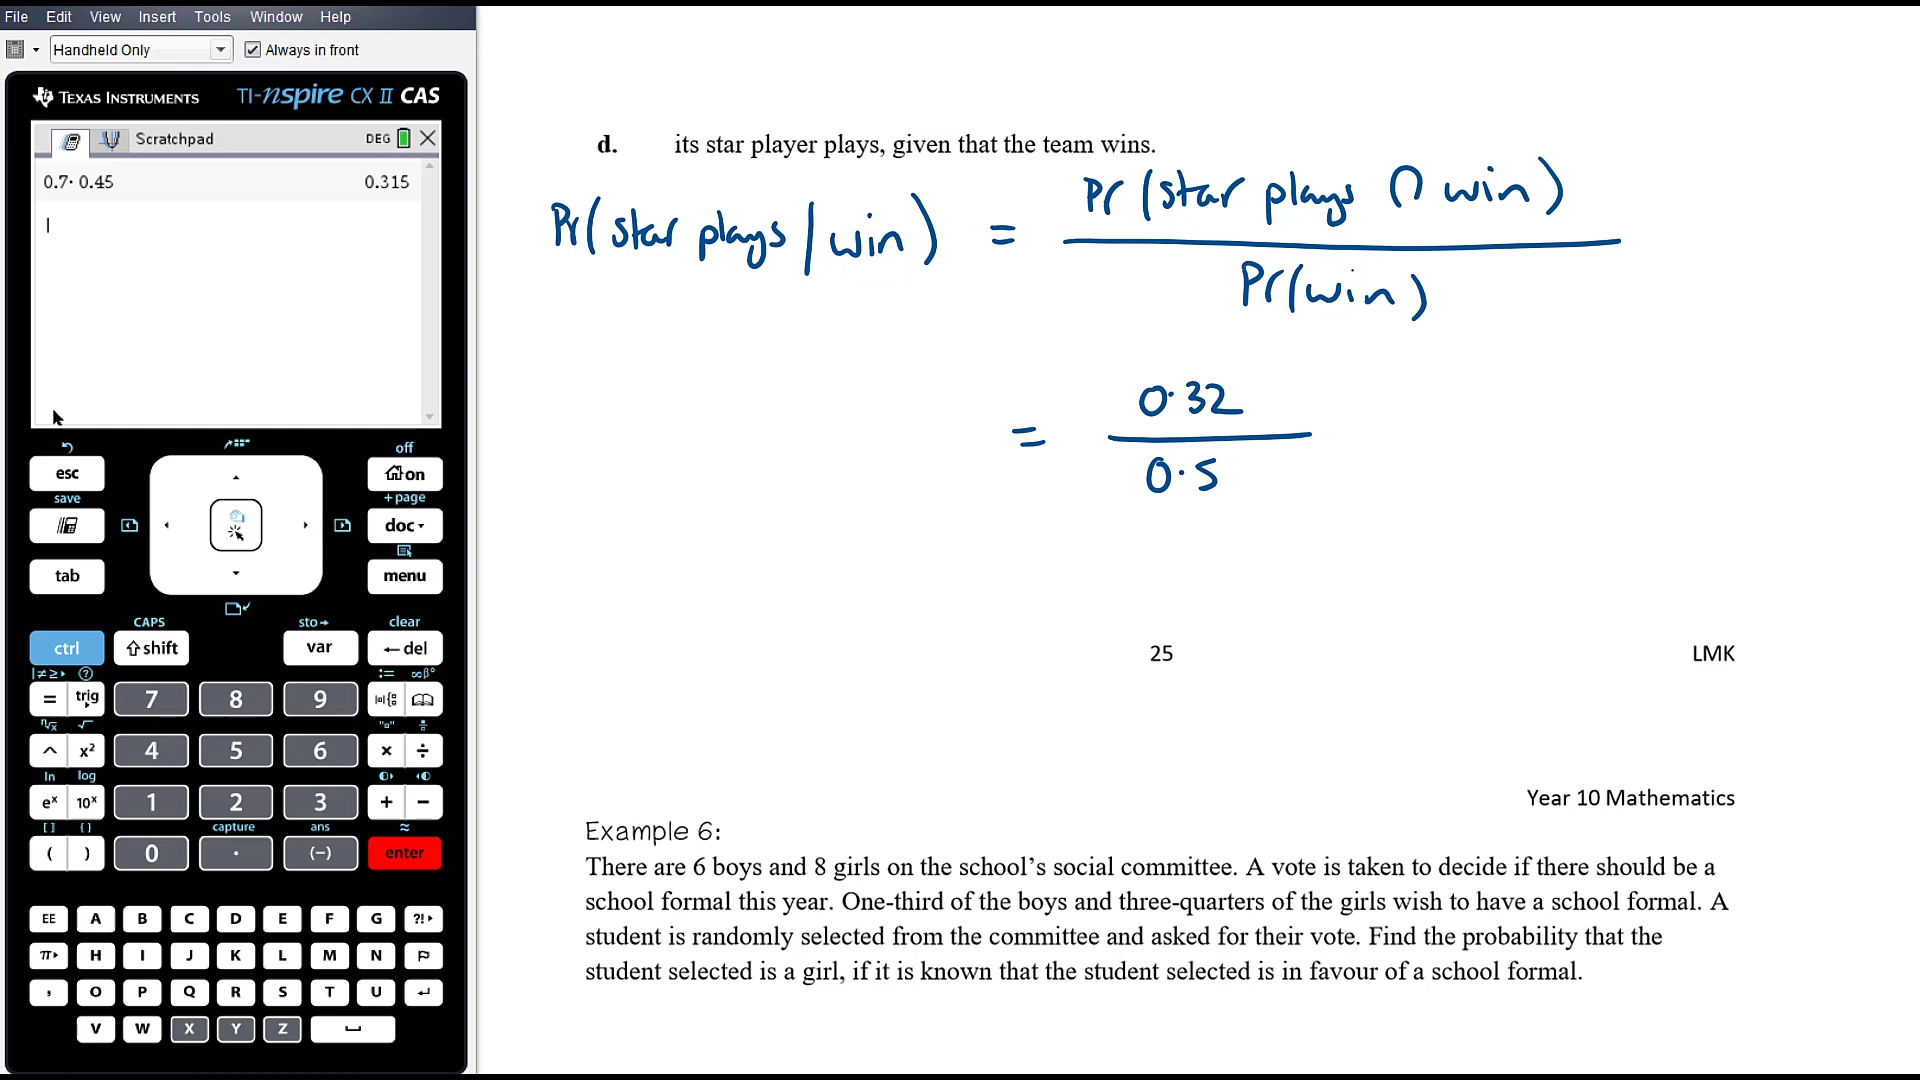 File Edit View Insert Tools Window Help
Handheld Only Always in front
TEXAS INSTRUMENTS TI-nspire CX II CAS
Scratchpad DEG
0.7· 0.45 0.315
d. its star player plays, given that the team wins.
Pr(star plays | win) = Pr(star plays ∩ win)
Pr(win)
= 0.32
0.5
25 LMK
Year 10 Mathematics
Example 6:
There are 6 boys and 8 girls on the school’s social committee. A vote is taken to decide if there should be a
school formal this year. One-third of the boys and three-quarters of the girls wish to have a school formal. A
student is randomly selected from the committee and asked for their vote. Find the probability that the
student selected is a girl, if it is known that the student selected is in favour of a school formal.
off
esc on
save +page
doc
tab menu
CAPS sto→ clear
ctrl ⇧shift var ←del
|≠≥▸ ? := ∞β°
= trig 7 8 9
ⁿ√x √ "▫"
^ x² 4 5 6 × ÷
ln log
eˣ 10ˣ 1 2 3 + −
[ ] { } capture ans ≈
( ) 0 . (−) enter
EE A B C D E F G ?!▸
π▸ H I J K L M N
, O P Q R S T U ↵
V W X Y Z